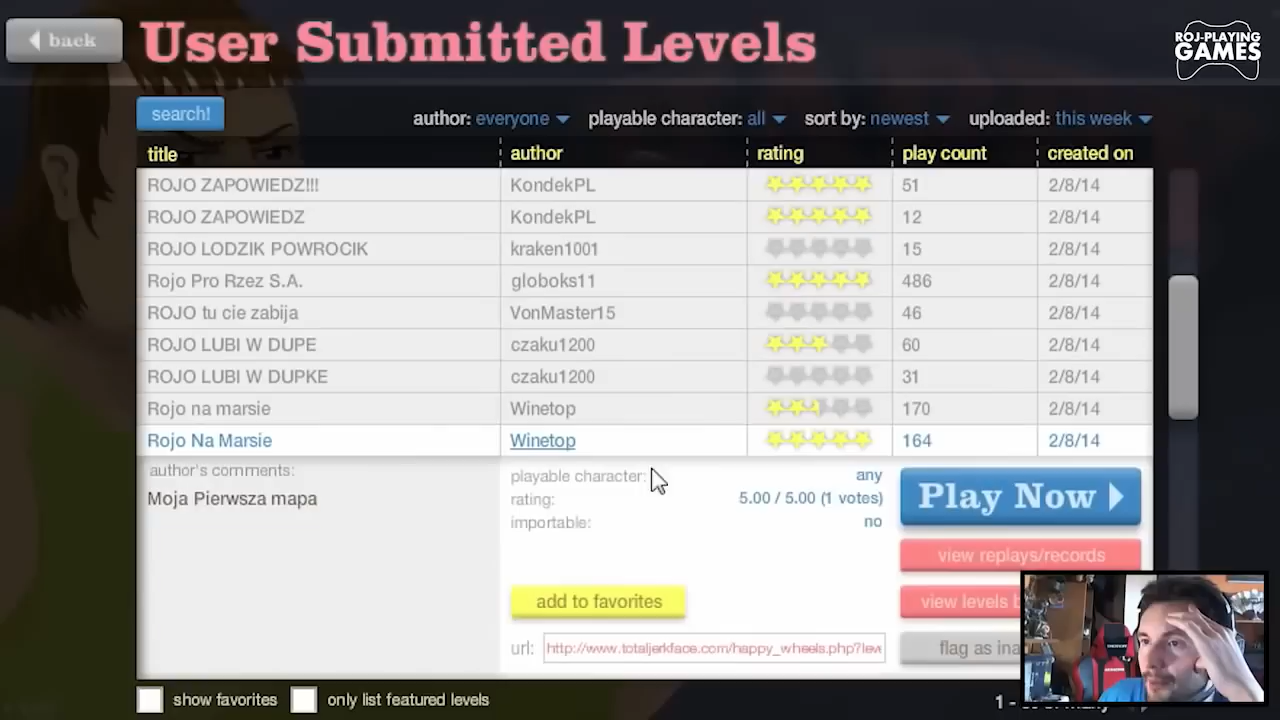 back
User Submitted Levels
ROJ-PLAYING
GAMES
search!
author: everyone
playable character: all
sort by: newest
uploaded: this week
title author rating play count created on
ROJO ZAPOWIEDZ!!! KondekPL 51 2/8/14
ROJO ZAPOWIEDZ KondekPL 12 2/8/14
ROJO LODZIK POWROCIK kraken1001 15 2/8/14
Rojo Pro Rzez S.A. globoks11 486 2/8/14
ROJO tu cie zabija VonMaster15 46 2/8/14
ROJO LUBI W DUPE czaku1200 60 2/8/14
ROJO LUBI W DUPKE czaku1200 31 2/8/14
Rojo na marsie Winetop 170 2/8/14
Rojo Na Marsie Winetop 164 2/8/14
author's comments:
Moja Pierwsza mapa
playable character: any
rating: 5.00 / 5.00 (1 votes)
importable: no
add to favorites
url: http://www.totaljerkface.com/happy_wheels.php?lev
Play Now
view replays/records
view levels
flag as
show favorites
only list featured levels